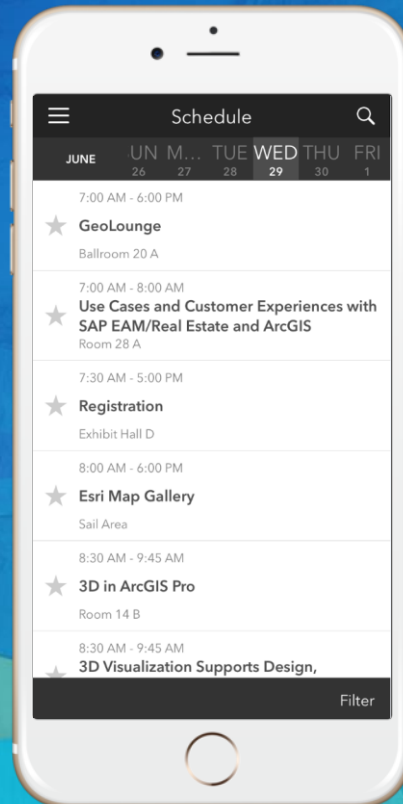 Schedule
JUNE
UN M... TUE WED THU FRI
26 27 28 29 30 1
7:00 AM - 6:00 PM
GeoLounge
Ballroom 20 A
7:00 AM - 8:00 AM
Use Cases and Customer Experiences with
SAP EAM/Real Estate and ArcGIS
Room 28 A
7:30 AM - 5:00 PM
Registration
Exhibit Hall D
8:00 AM - 6:00 PM
Esri Map Gallery
Sail Area
8:30 AM - 9:45 AM
3D in ArcGIS Pro
Room 14 B
8:30 AM - 9:45 AM
3D Visualization Supports Design,
Filter